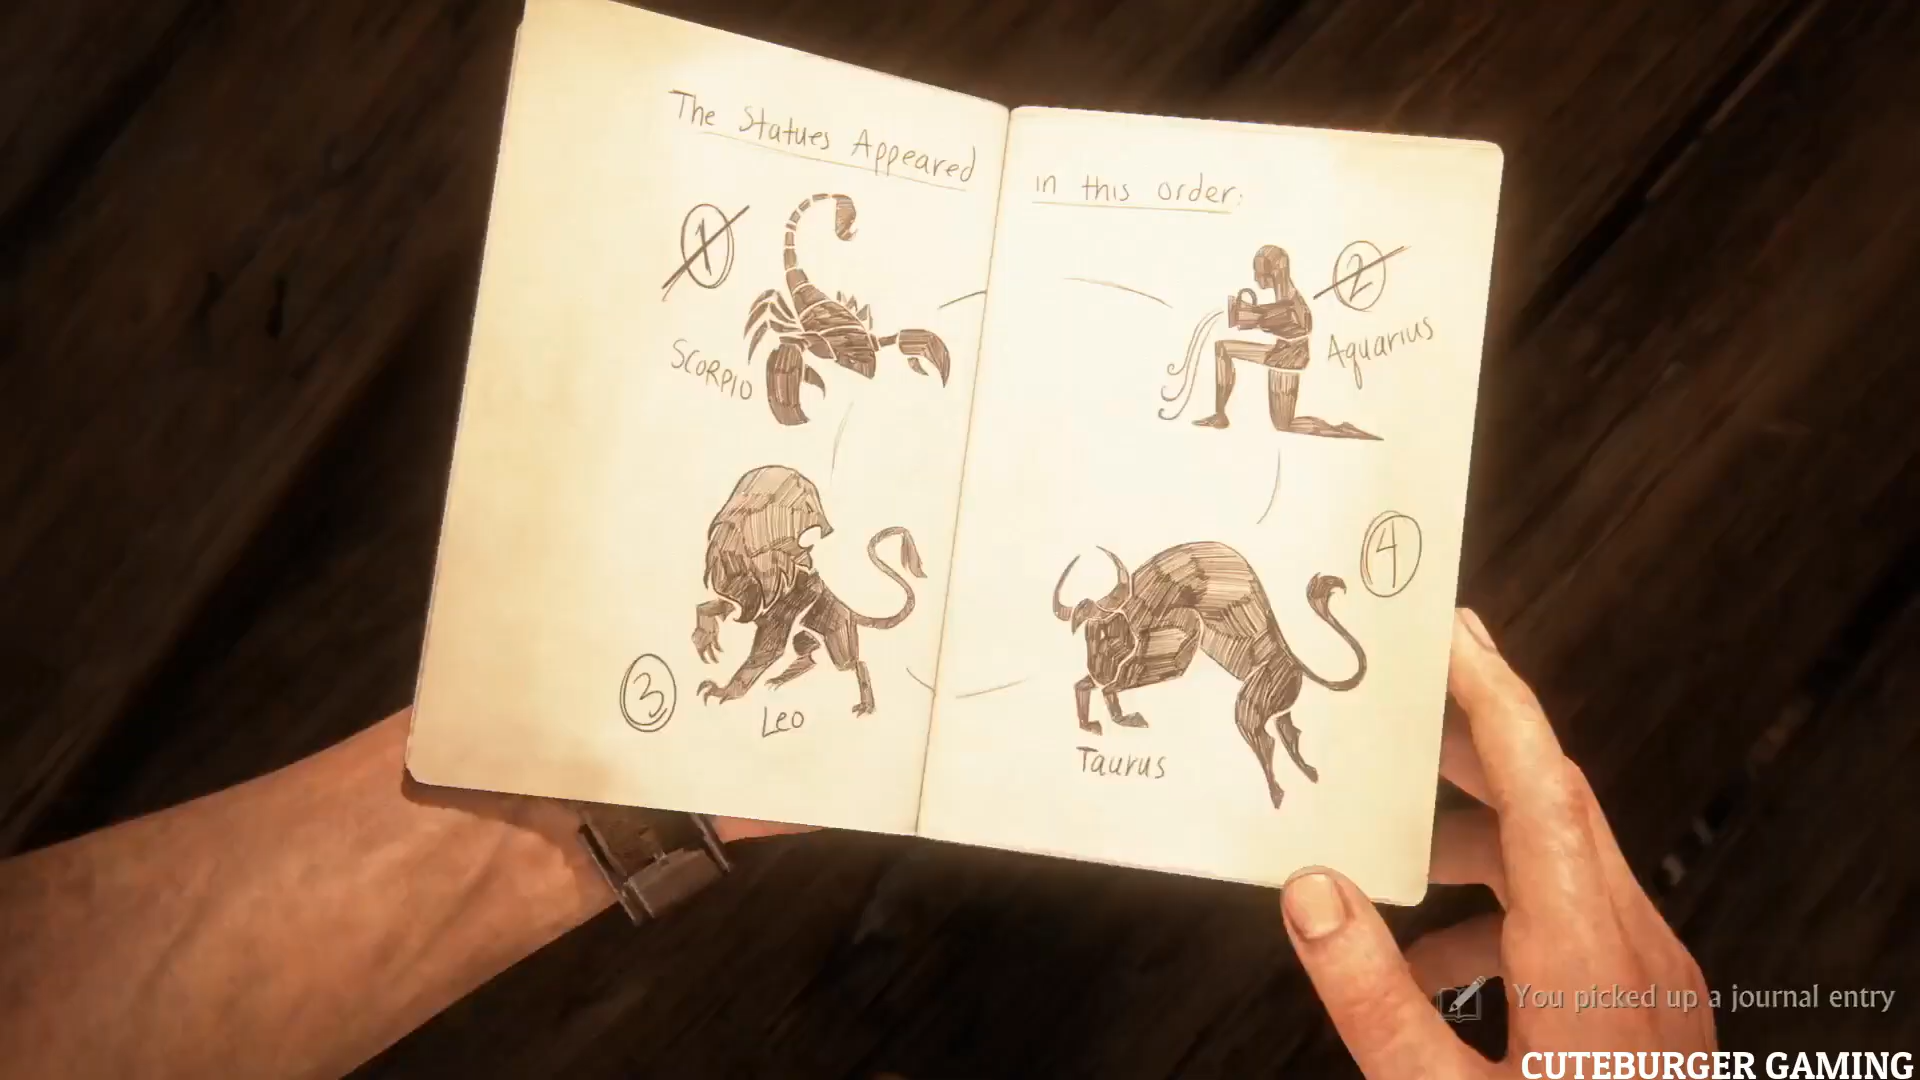 The Statues Appeared
in this order:
1
SCORPIO
2
Aquarius
3
Leo
4
Taurus
You picked up a journal entry
CUTEBURGER GAMING